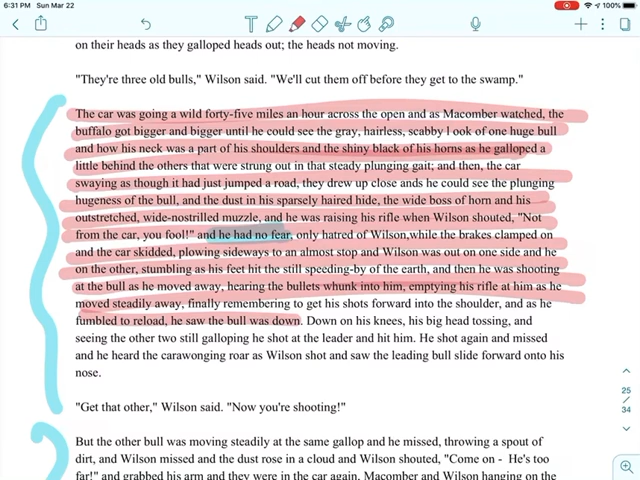 6:31 PM Sun Mar 22
100%
on their heads as they galloped heads out; the heads not moving.
"They're three old bulls," Wilson said. "We'll cut them off before they get to the swamp."
The car was going a wild forty-five miles an hour across the open and as Macomber watched, the
buffalo got bigger and bigger until he could see the gray, hairless, scabby l ook of one huge bull
and how his neck was a part of his shoulders and the shiny black of his horns as he galloped a
little behind the others that were strung out in that steady plunging gait; and then, the car
swaying as though it had just jumped a road, they drew up close ands he could see the plunging
hugeness of the bull, and the dust in his sparsely haired hide, the wide boss of horn and his
outstretched, wide-nostrilled muzzle, and he was raising his rifle when Wilson shouted, "Not
from the car, you fool!" and he had no fear, only hatred of Wilson,while the brakes clamped on
and the car skidded, plowing sideways to an almost stop and Wilson was out on one side and he
on the other, stumbling as his feet hit the still speeding-by of the earth, and then he was shooting
at the bull as he moved away, hearing the bullets whunk into him, emptying his rifle at him as he
moved steadily away, finally remembering to get his shots forward into the shoulder, and as he
fumbled to reload, he saw the bull was down. Down on his knees, his big head tossing, and
seeing the other two still galloping he shot at the leader and hit him. He shot again and missed
and he heard the carawonging roar as Wilson shot and saw the leading bull slide forward onto his
nose.
"Get that other," Wilson said. "Now you're shooting!"
25
/
34
But the other bull was moving steadily at the same gallop and he missed, throwing a spout of
dirt, and Wilson missed and the dust rose in a cloud and Wilson shouted, "Come on - He's too
far!" and grabbed his arm and they were in the car again, Macomber and Wilson hanging on the